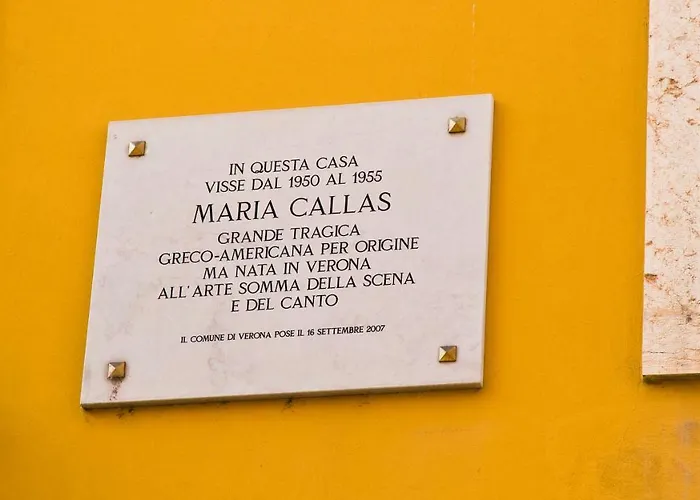 IN QUESTA CASA
VISSE DAL 1950 AL 1955
MARIA CALLAS
GRANDE TRAGICA
GRECO-AMERICANA PER ORIGINE
MA NATA IN VERONA
ALL'ARTE SOMMA DELLA SCENA
E DEL CANTO
IL COMUNE DI VERONA POSE IL 16 SETTEMBRE 2007